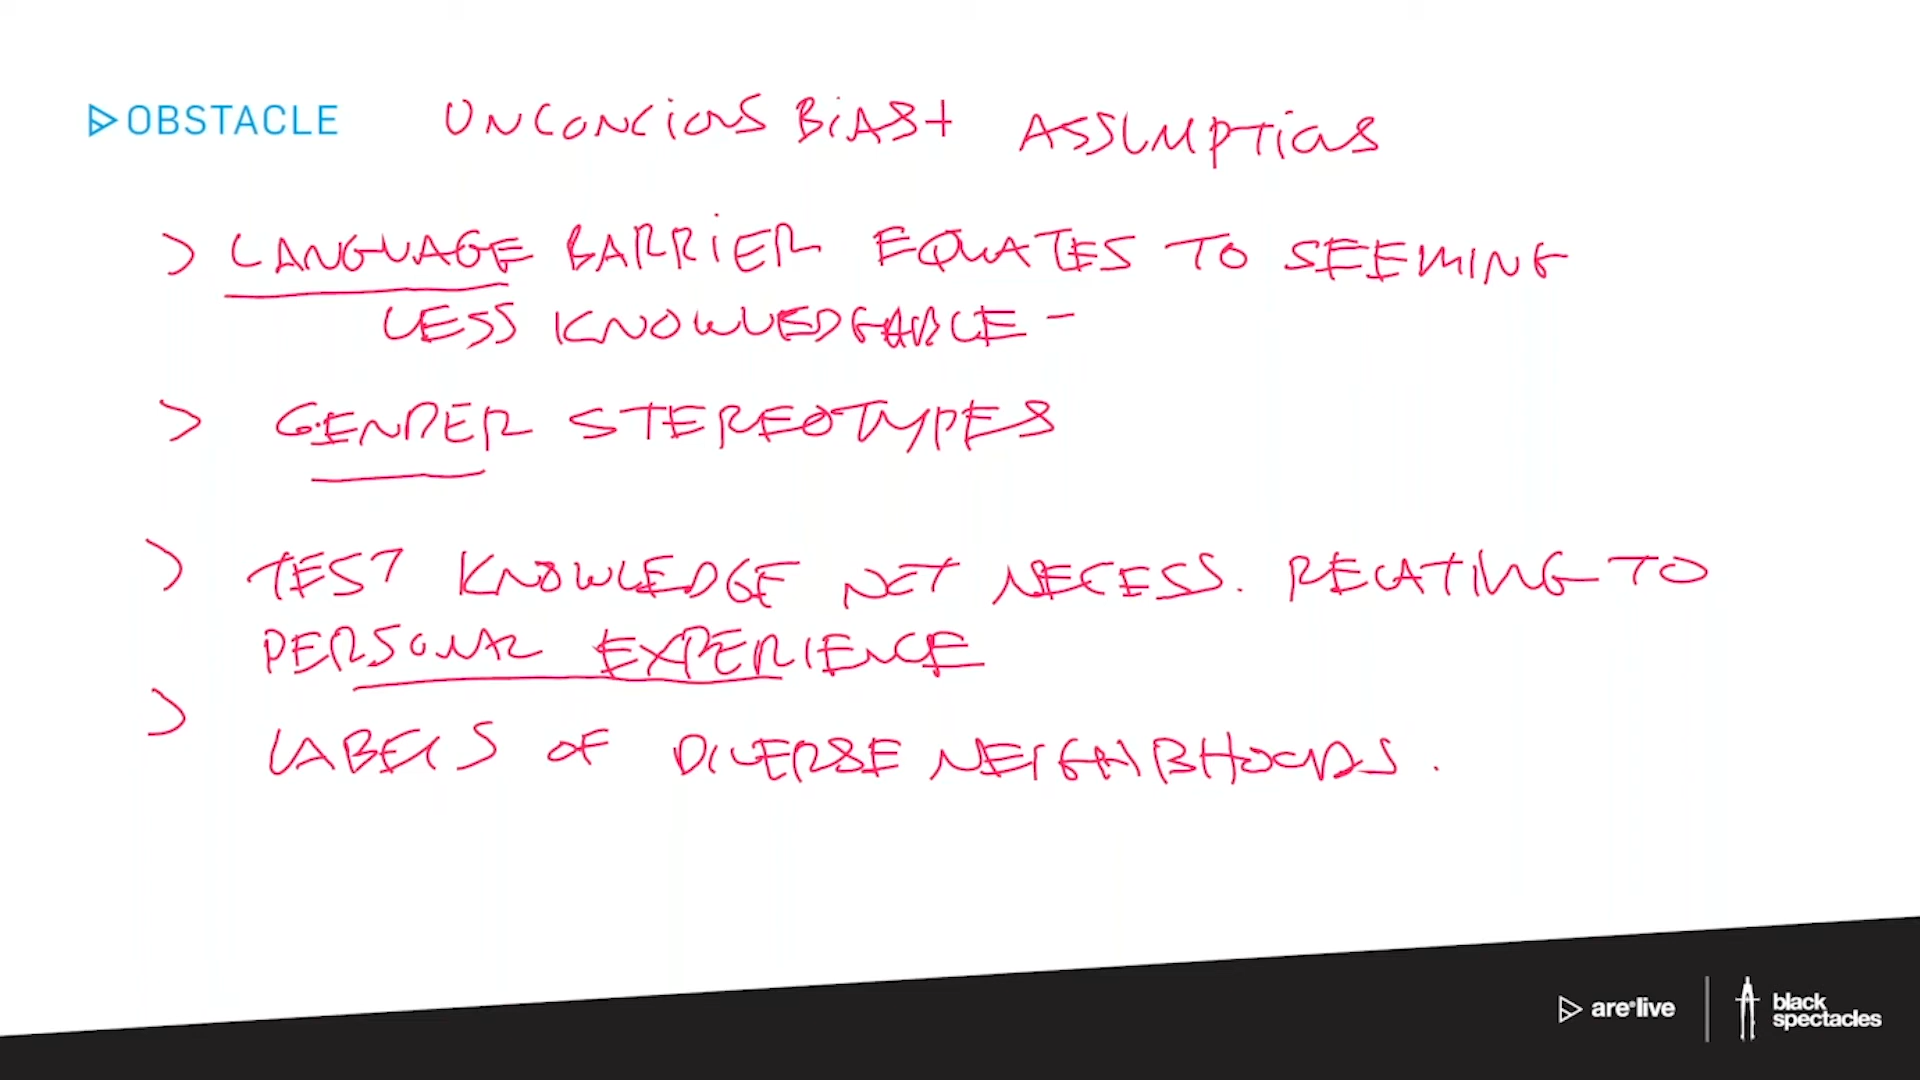 OBSTACLE UNCONCIOUS BIAS + ASSUMPTIONS
> LANGUAGE BARRIER EQUATES TO SEEMING
LESS KNOWLEDGABLE -
> GENDER STEREOTYPES
> TEST KNOWLEDGE NOT NECESS. RELATING TO
PERSONAL EXPERIENCE
> LABELS OF DIVERSE NEIGHBHOODS.
are live
black
spectacles